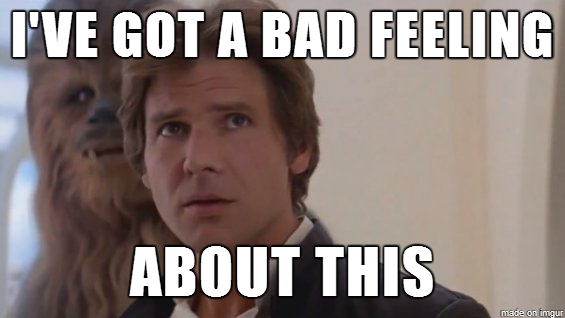 I'VE GOT A BAD FEELING
ABOUT THIS
made on imgur